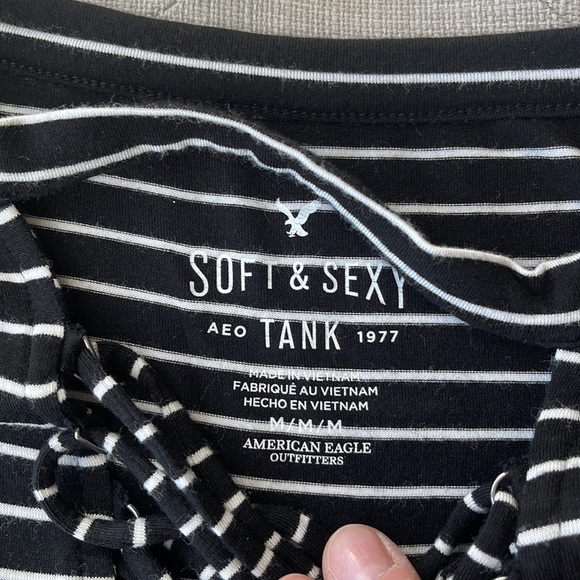 SOFT & SEXY
AEO TANK 1977
MADE IN VIETNAM
FABRIQUÉ AU VIETNAM
HECHO EN VIETNAM
M/M/M
AMERICAN EAGLE
OUTFITTERS